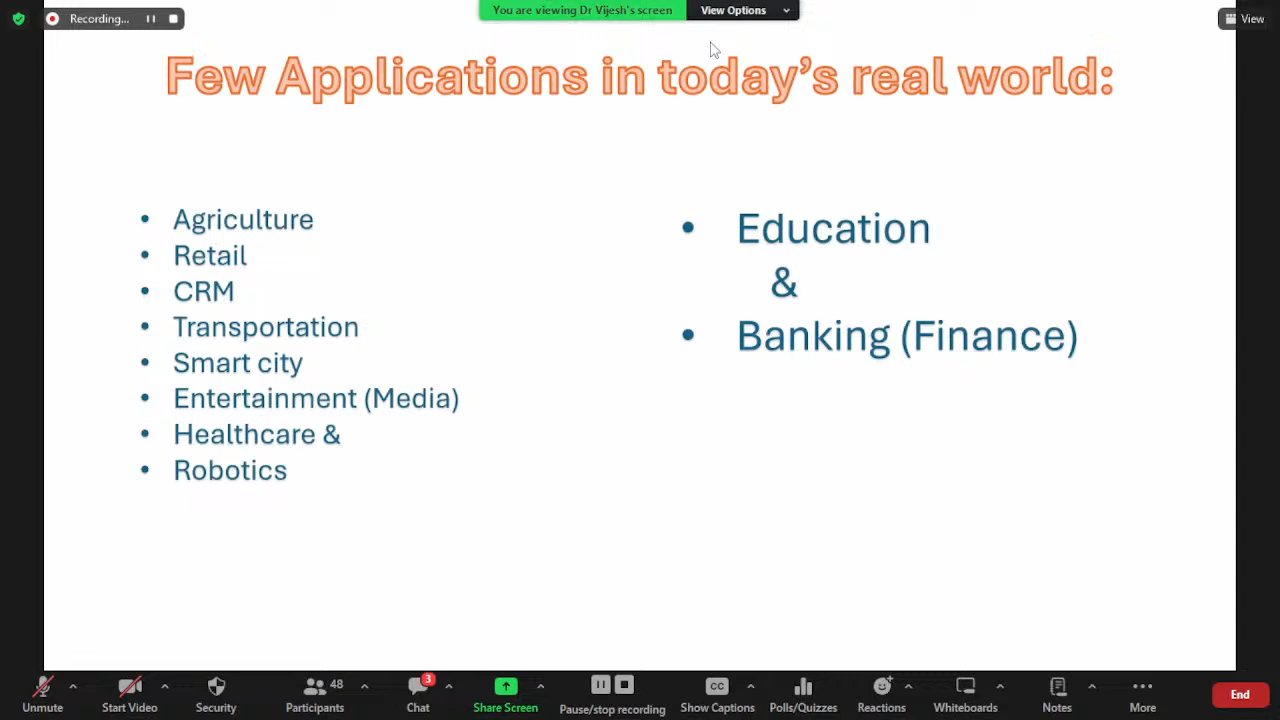 Recording...
You are viewing Dr Vijesh's screen
View Options
View
Few Applications in today’s real world:
• Agriculture
• Retail
• CRM
• Transportation
• Smart city
• Entertainment (Media)
• Healthcare &
• Robotics
• Education
&
• Banking (Finance)
Unmute
Start Video
Security
48
Participants
3
Chat
Share Screen
Pause/stop recording
CC
Show Captions
Polls/Quizzes
Reactions
Whiteboards
Notes
More
End